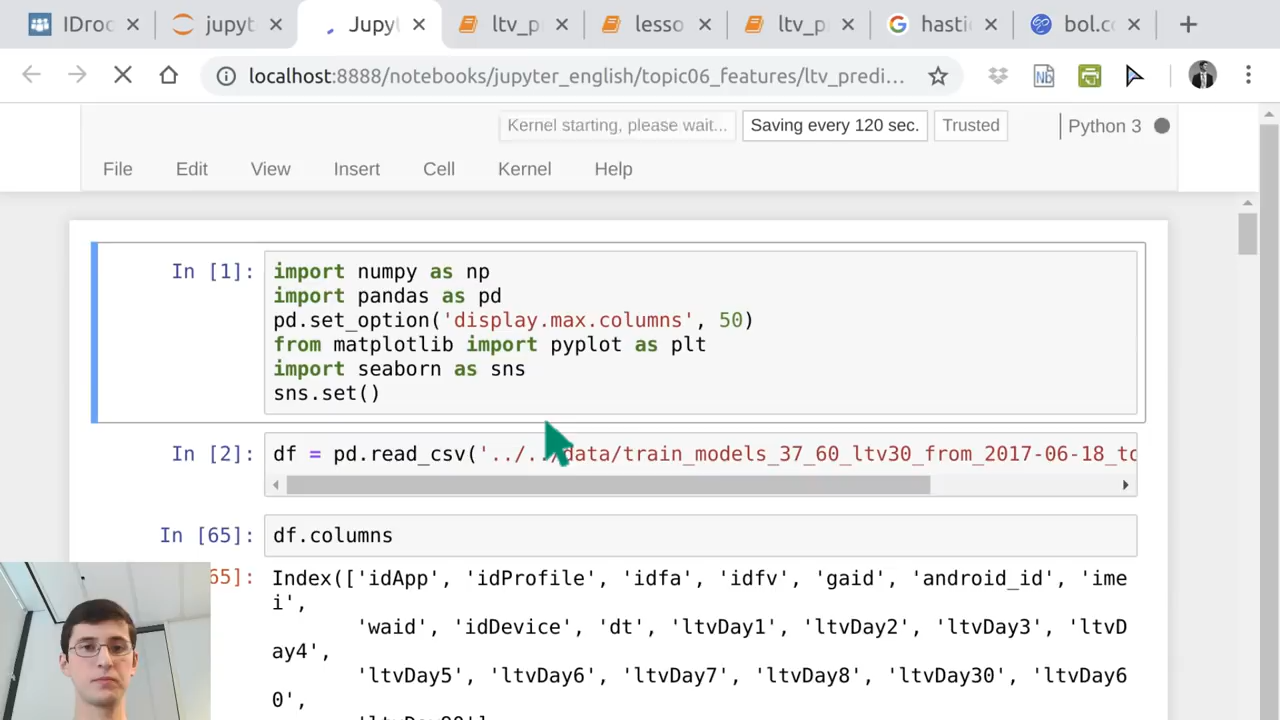 IDroo
jupyt
Jupy
ltv_p
lesso
ltv_p
hasti
bol.c
localhost:8888/notebooks/jupyter_english/topic06_features/ltv_predi...
Nb
Kernel starting, please wait...
Saving every 120 sec.
Trusted
Python 3
File
Edit
View
Insert
Cell
Kernel
Help
In [1]:
import numpy as np
import pandas as pd
pd.set_option('display.max.columns', 50)
from matplotlib import pyplot as plt
import seaborn as sns
sns.set()
In [2]:
df = pd.read_csv('../../data/train_models_37_60_ltv30_from_2017-06-18_to
In [65]:
df.columns
65]:
Index(['idApp', 'idProfile', 'idfa', 'idfv', 'gaid', 'android_id', 'ime
i',
'waid', 'idDevice', 'dt', 'ltvDay1', 'ltvDay2', 'ltvDay3', 'ltvD
ay4',
'ltvDay5', 'ltvDay6', 'ltvDay7', 'ltvDay8', 'ltvDay30', 'ltvDay6
0',